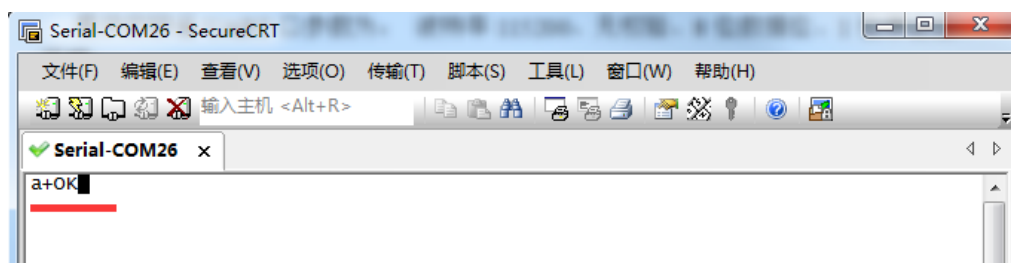 Serial-COM26 - SecureCRT
文件(F) 编辑(E) 查看(V) 选项(O) 传输(T) 脚本(S) 工具(L) 窗口(W) 帮助(H)
输入主机 <Alt+R>
Serial-COM26
a+OK